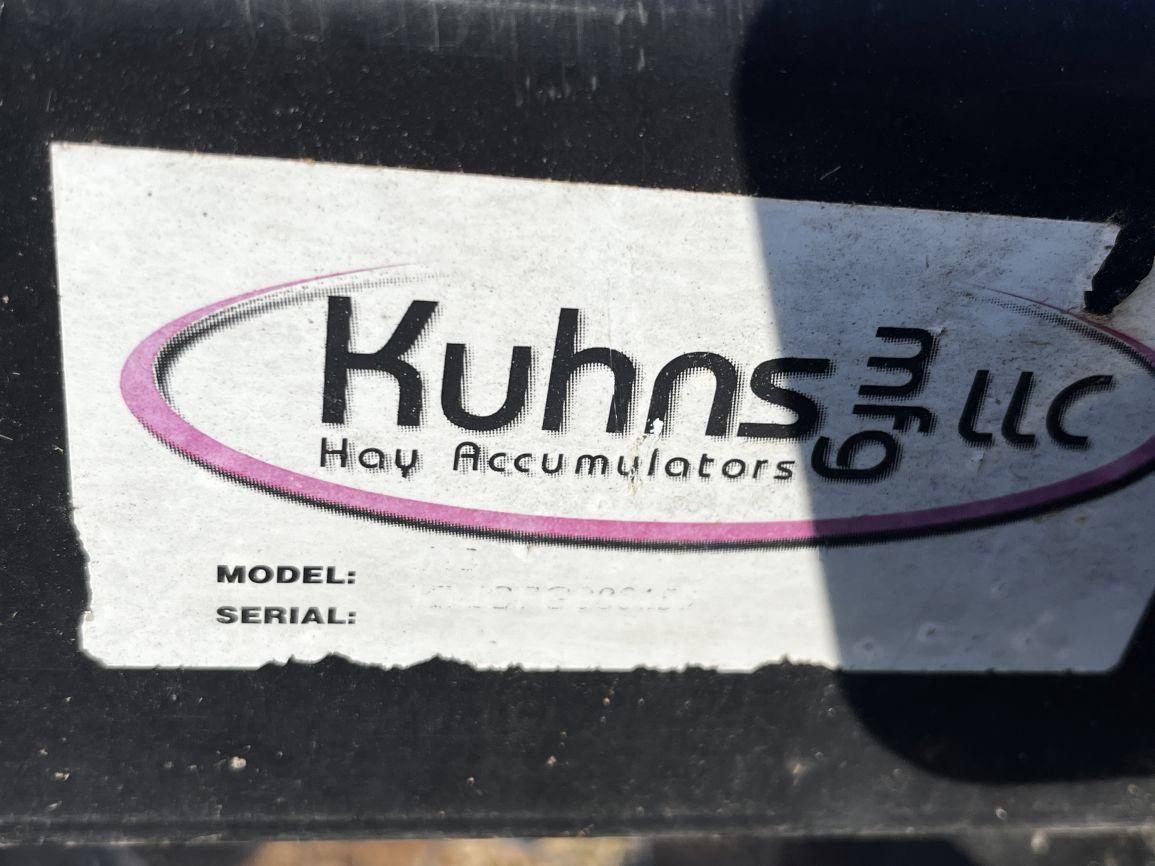 Kuhns mfg LLC
Hay Accumulators
MODEL:
SERIAL: